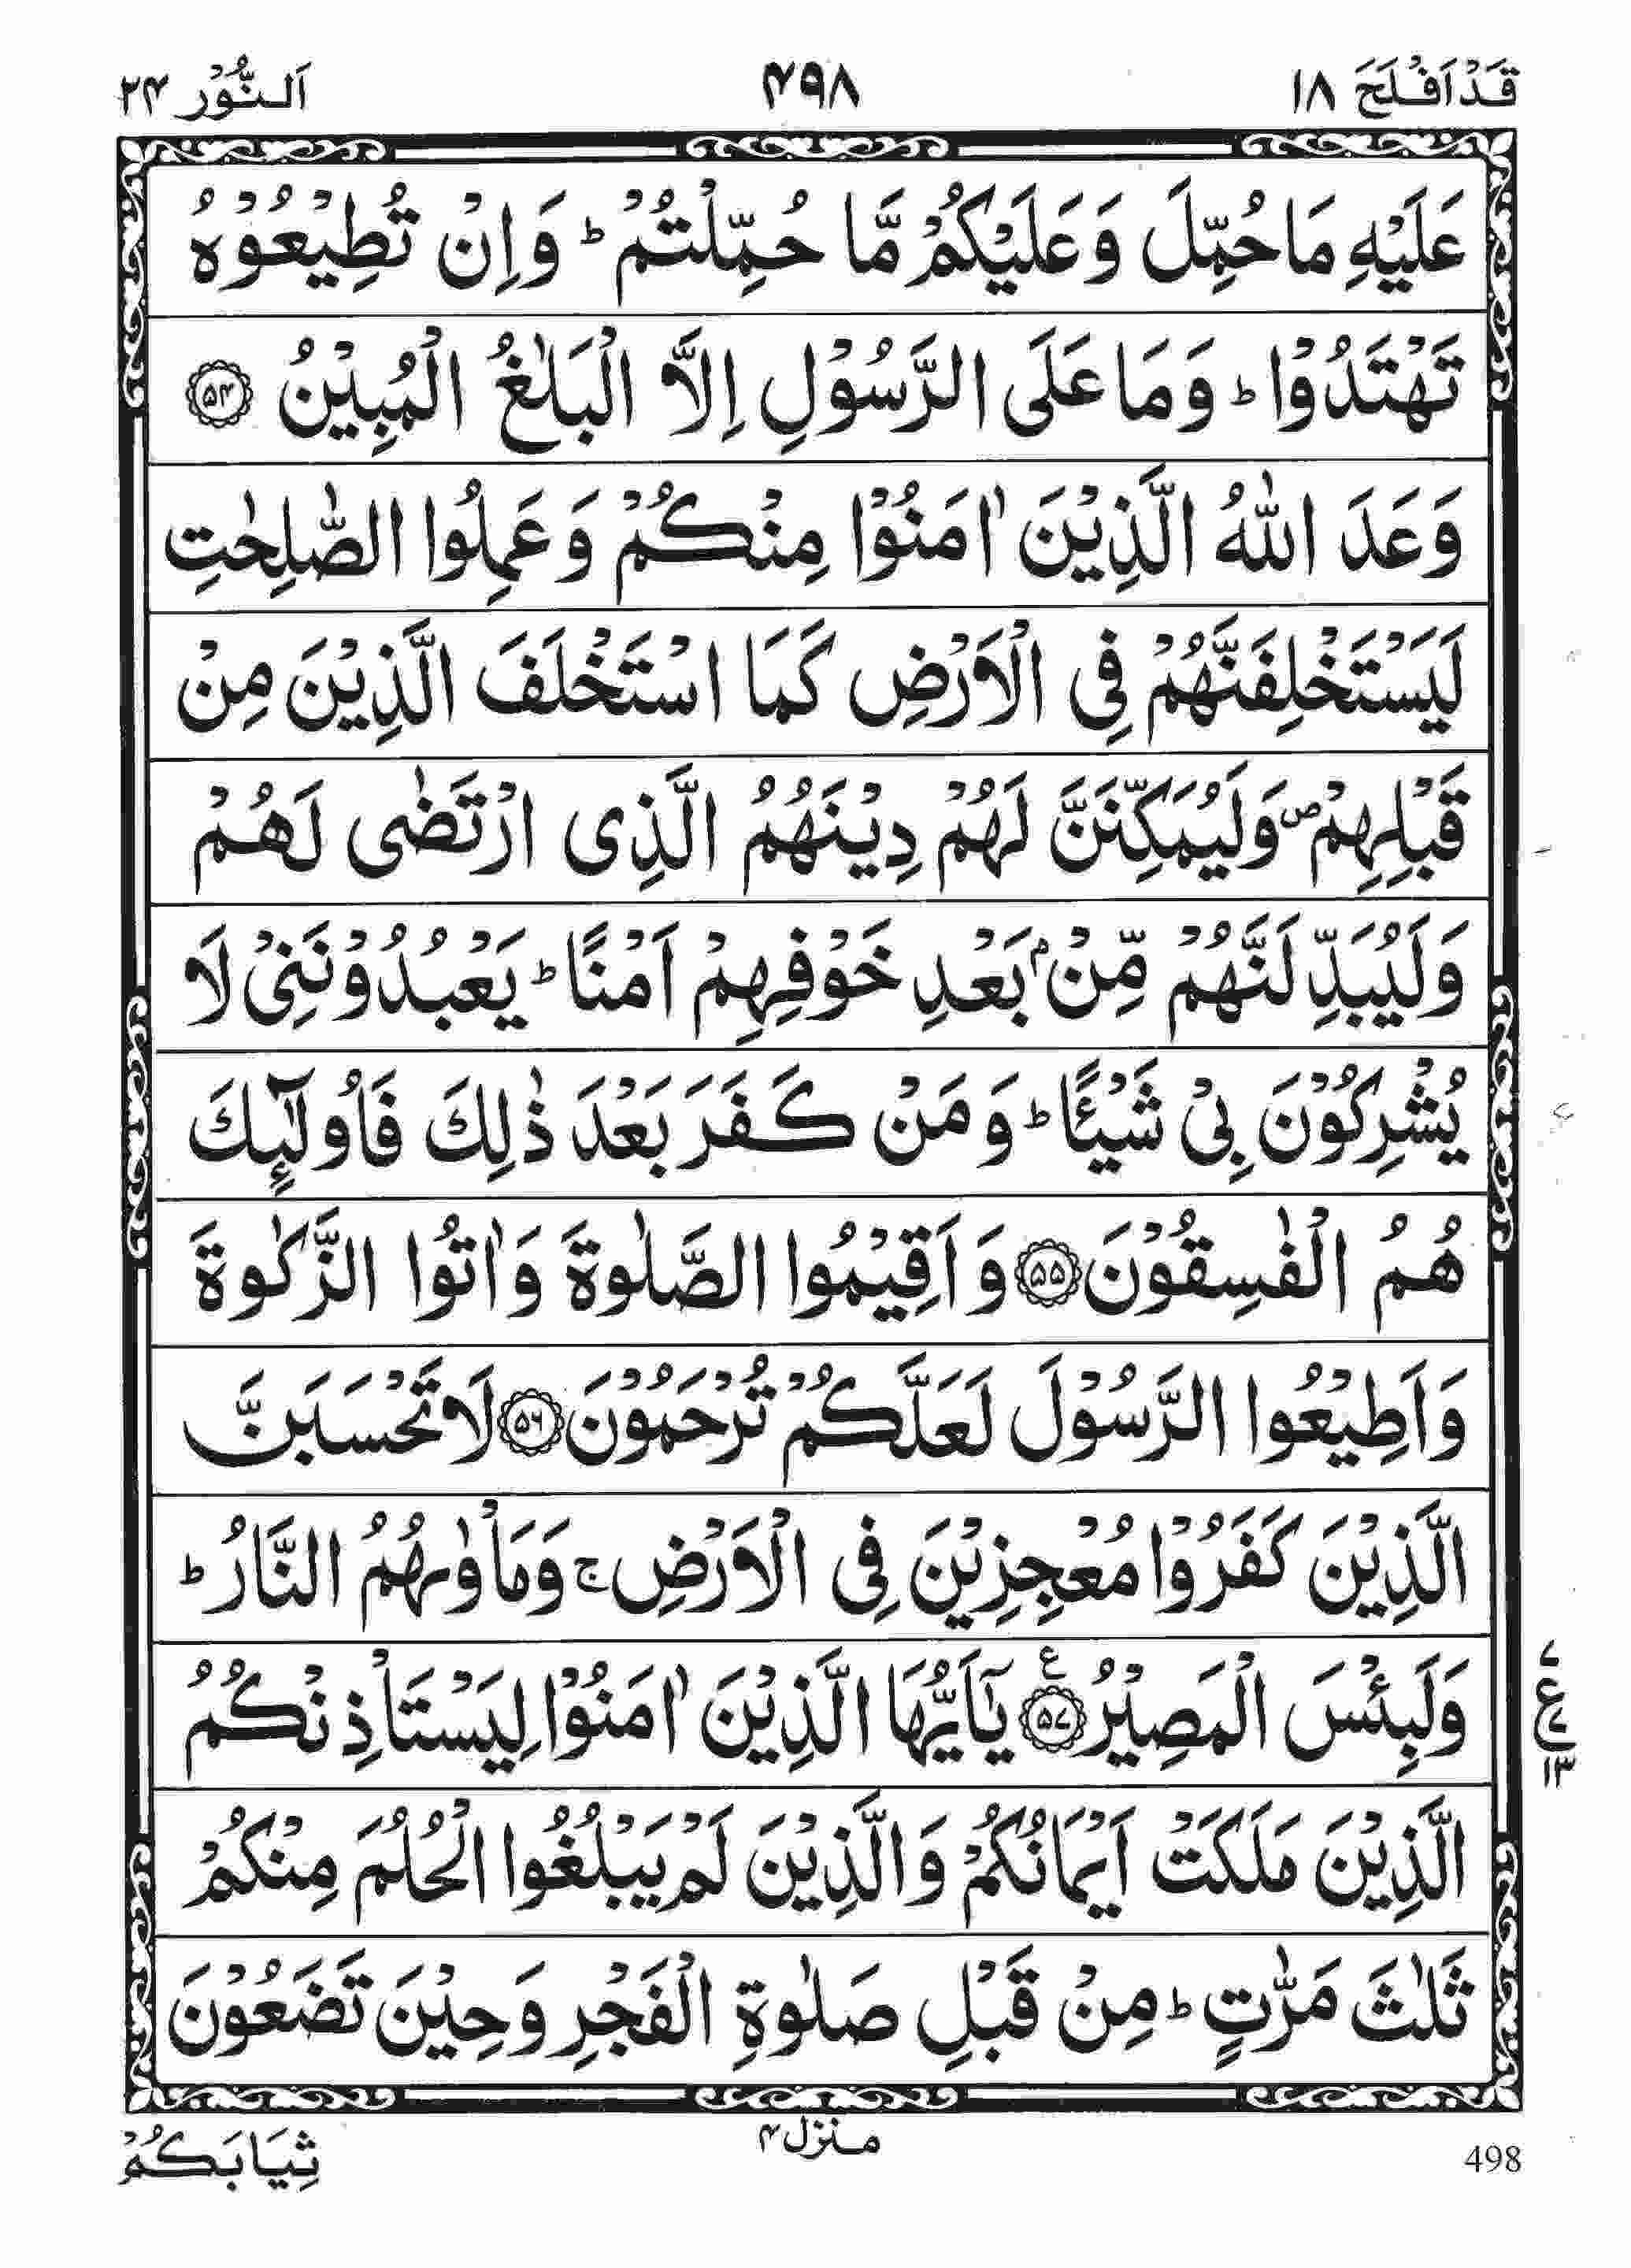 قَدْ اَفْلَحَ ۱۸
۴۹۸
اَلنُّوْر ۲۴
عَلَيْهِ مَا حُمِّلَ وَعَلَيْكُمْ مَّا حُمِّلْتُمْ ؕ وَاِنْ تُطِيْعُوْهُ
تَهْتَدُوْا ؕ وَمَا عَلَى الرَّسُوْلِ اِلَّا الْبَلٰغُ الْمُبِيْنُ ۝۵۴
وَعَدَ اللّٰهُ الَّذِيْنَ اٰمَنُوْا مِنْكُمْ وَعَمِلُوا الصّٰلِحٰتِ
لَيَسْتَخْلِفَنَّهُمْ فِى الْاَرْضِ كَمَا اسْتَخْلَفَ الَّذِيْنَ مِنْ
قَبْلِهِمْ ۪ وَلَيُمَكِّنَنَّ لَهُمْ دِيْنَهُمُ الَّذِى ارْتَضٰى لَهُمْ
وَلَيُبَدِّلَنَّهُمْ مِّنْۢ بَعْدِ خَوْفِهِمْ اَمْنًا ؕ يَعْبُدُوْنَنِىْ لَا
يُشْرِكُوْنَ بِىْ شَيْئًا ؕ وَمَنْ كَفَرَ بَعْدَ ذٰلِكَ فَاُولٰٓئِكَ
هُمُ الْفٰسِقُوْنَ ۝۵۵ وَاَقِيْمُوا الصَّلٰوةَ وَاٰتُوا الزَّكٰوةَ
وَاَطِيْعُوا الرَّسُوْلَ لَعَلَّكُمْ تُرْحَمُوْنَ ۝۵۶ لَا تَحْسَبَنَّ
الَّذِيْنَ كَفَرُوْا مُعْجِزِيْنَ فِى الْاَرْضِ ۚ وَمَاْوٰىهُمُ النَّارُ ؕ
وَلَبِئْسَ الْمَصِيْرُ ۝۵۷ ع يٰٓاَيُّهَا الَّذِيْنَ اٰمَنُوْا لِيَسْتَاْذِنْكُمُ
۷ ع ۷ ۱۳
الَّذِيْنَ مَلَكَتْ اَيْمَانُكُمْ وَالَّذِيْنَ لَمْ يَبْلُغُوا الْحُلُمَ مِنْكُمْ
ثَلٰثَ مَرّٰتٍ ؕ مِنْ قَبْلِ صَلٰوةِ الْفَجْرِ وَحِيْنَ تَضَعُوْنَ
منزل ۴
ثِيَابَكُمْ
498